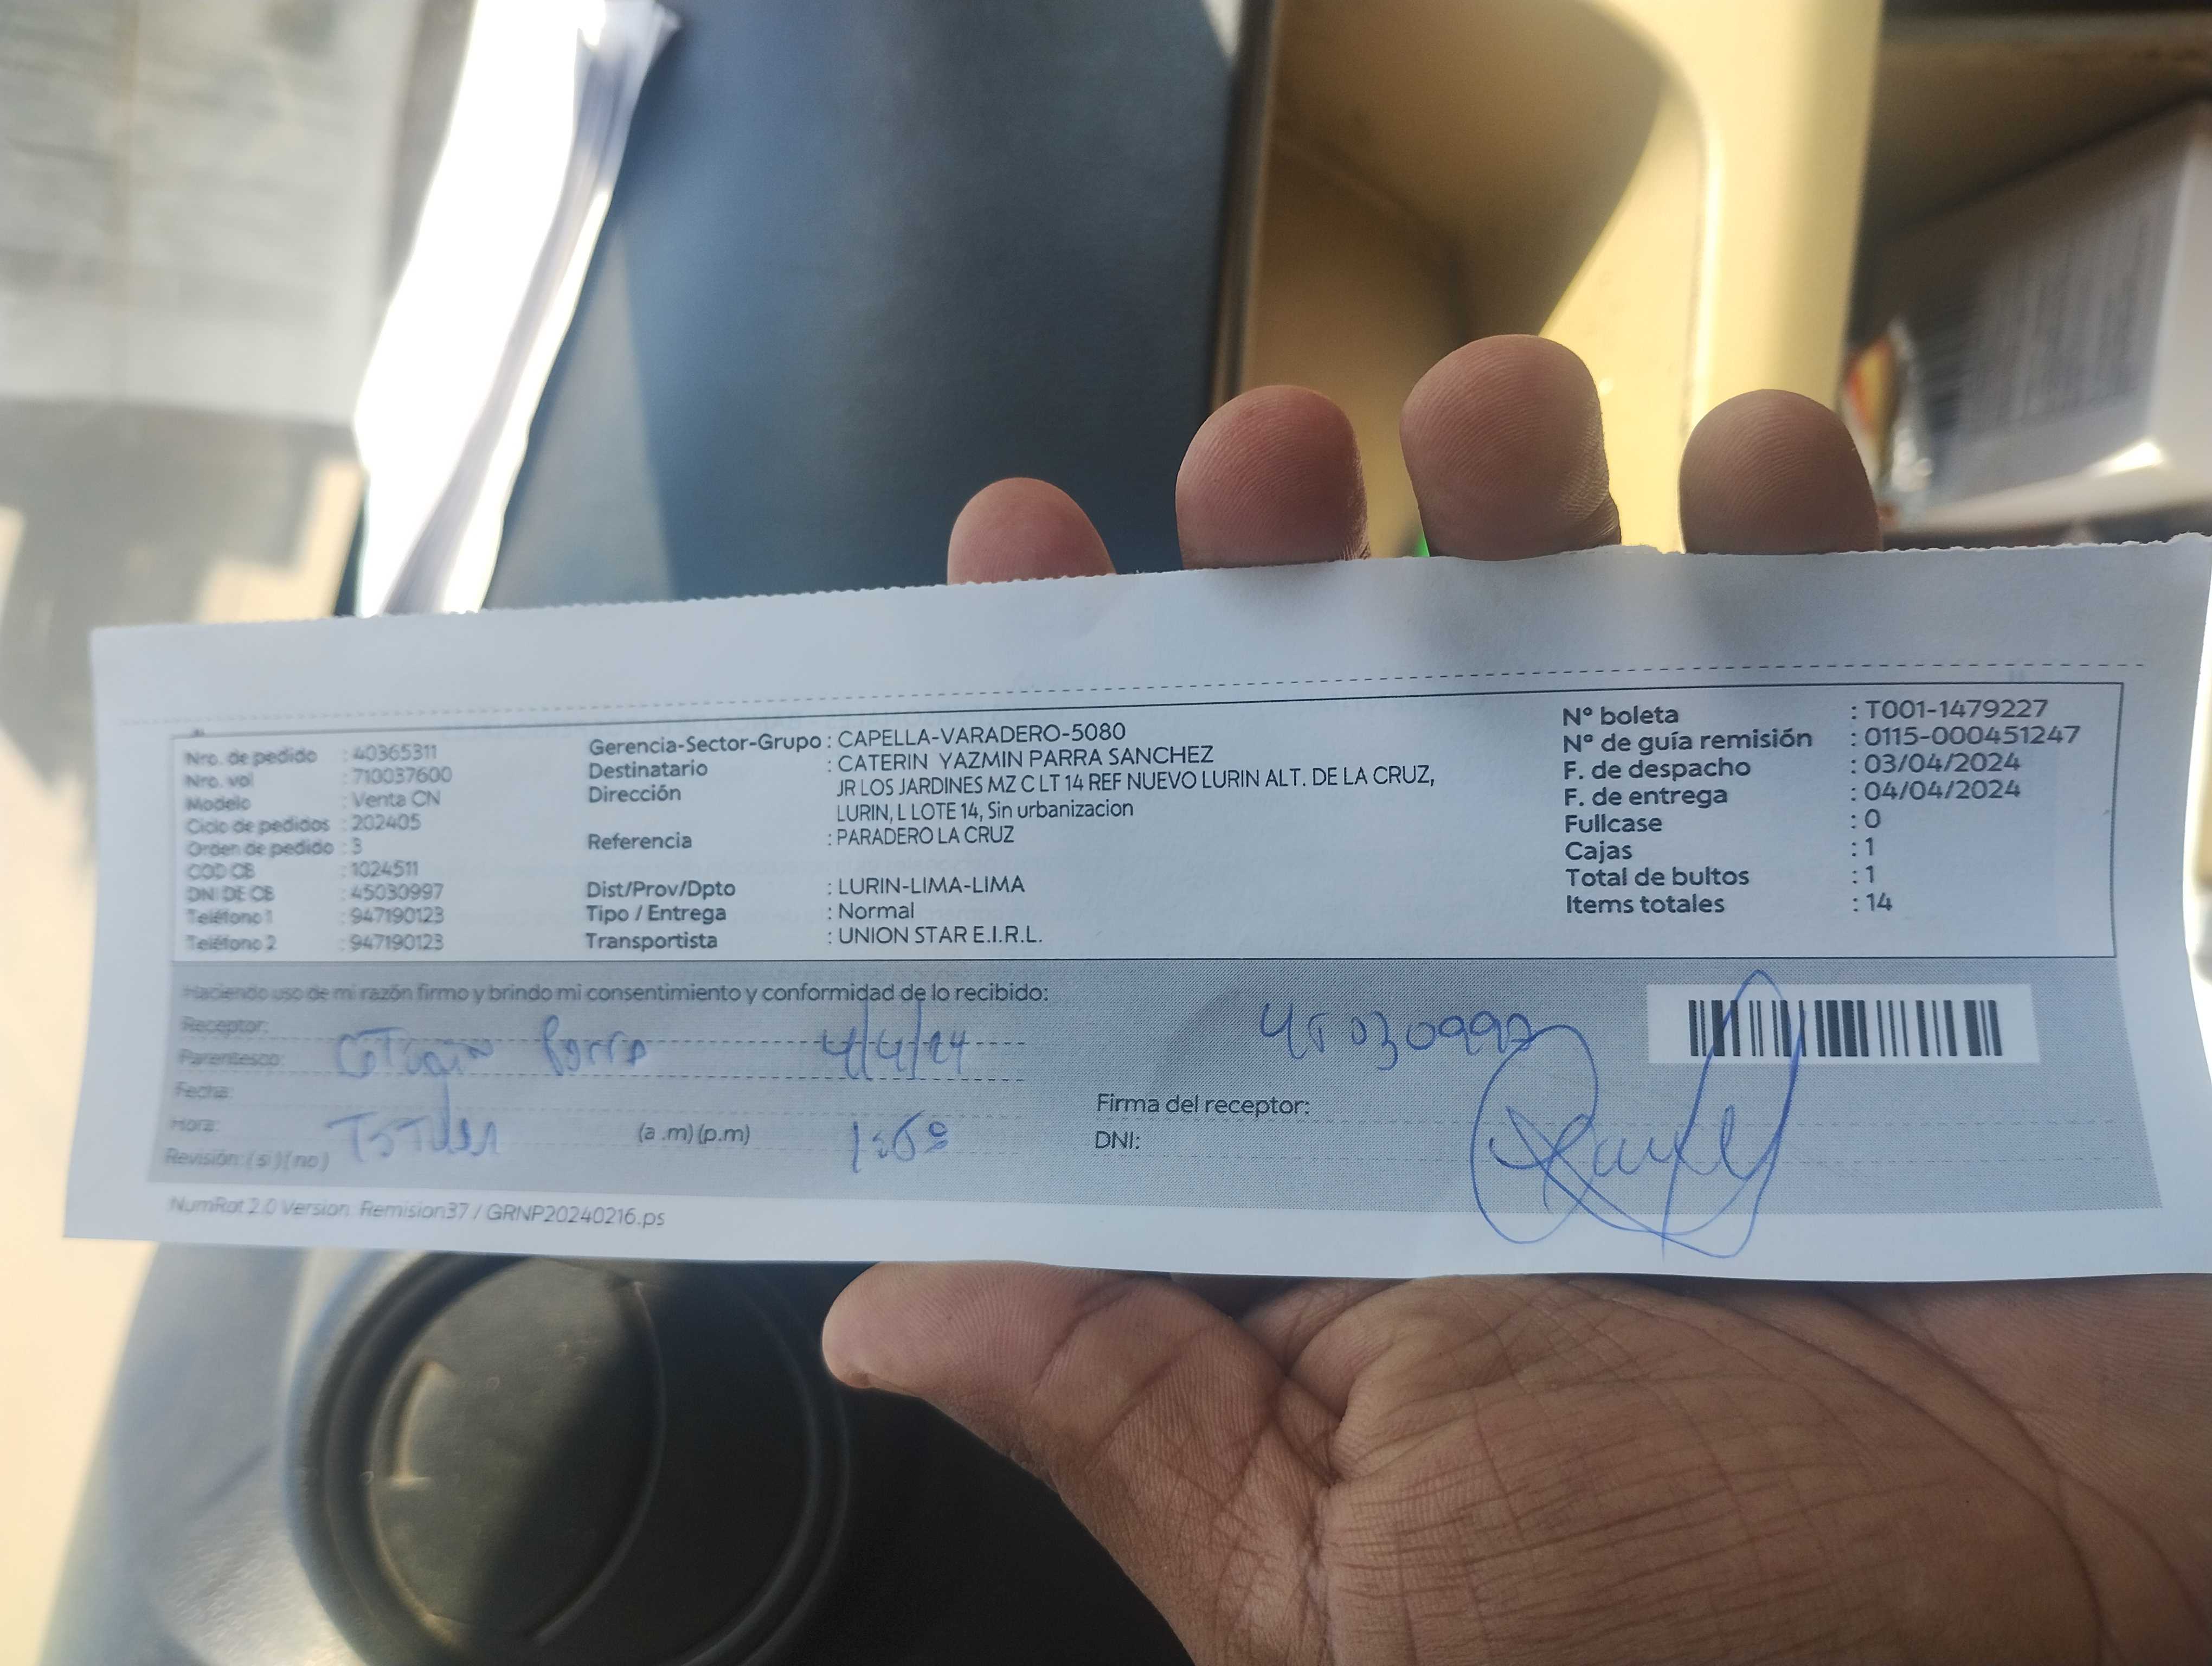 Nro. de pedido : 40365311
Nro. vol : 710037600
Modelo : Venta CN
Ciclo de pedidos : 202405
Orden de pedido : 3
COD CB : 1024511
DNI DE CB : 45030997
Teléfono 1 : 947190123
Teléfono 2 : 947190123
Gerencia-Sector-Grupo : CAPELLA-VARADERO-5080
Destinatario : CATERIN YAZMIN PARRA SANCHEZ
Dirección JR LOS JARDINES MZ C LT 14 REF NUEVO LURIN ALT. DE LA CRUZ,
LURIN, L LOTE 14, Sin urbanizacion
Referencia : PARADERO LA CRUZ
Dist/Prov/Dpto : LURIN-LIMA-LIMA
Tipo / Entrega : Normal
Transportista : UNION STAR E.I.R.L.
N° boleta : T001-1479227
N° de guía remisión : 0115-000451247
F. de despacho : 03/04/2024
F. de entrega : 04/04/2024
Fullcase : 0
Cajas : 1
Total de bultos : 1
Items totales : 14
Haciendo uso de mi razón firmo y brindo mi consentimiento y conformidad de lo recibido:
Receptor:
Parentesco: Parra 4/4/24
Fecha:
Hora: (a .m) (p.m)
Revisión: (si) (no)
45030997
Firma del receptor:
DNI:
NumRot 2.0 Version: Remision37 / GRNP20240216.ps